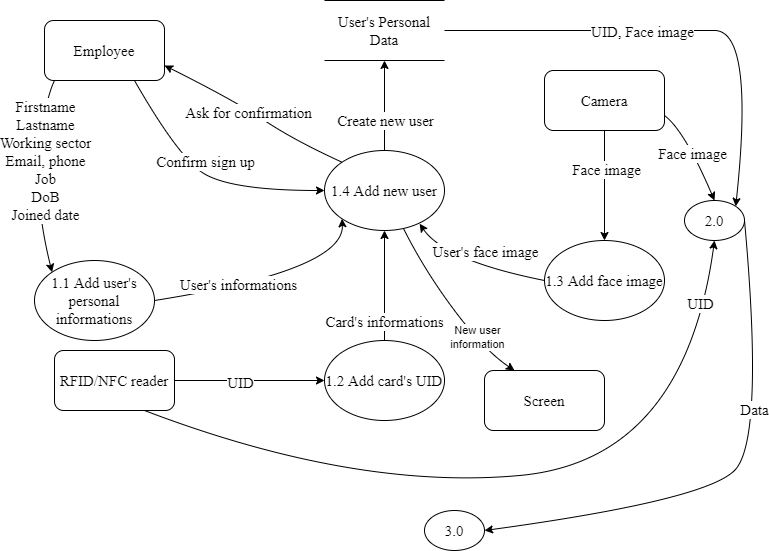 User's Personal
Data
UID, Face image
Employee
Camera
Firstname
Lastname
Working sector
Email, phone
Job
DoB
Joined date
Ask for confirmation
Create new user
Confirm sign up
Face image
Face image
1.4 Add new user
2.0
User's face image
1.1 Add user's
personal
informations
User's informations
1.3 Add face image
UID
Card's informations
New user
information
RFID/NFC reader
UID
1.2 Add card's UID
Screen
Data
3.0